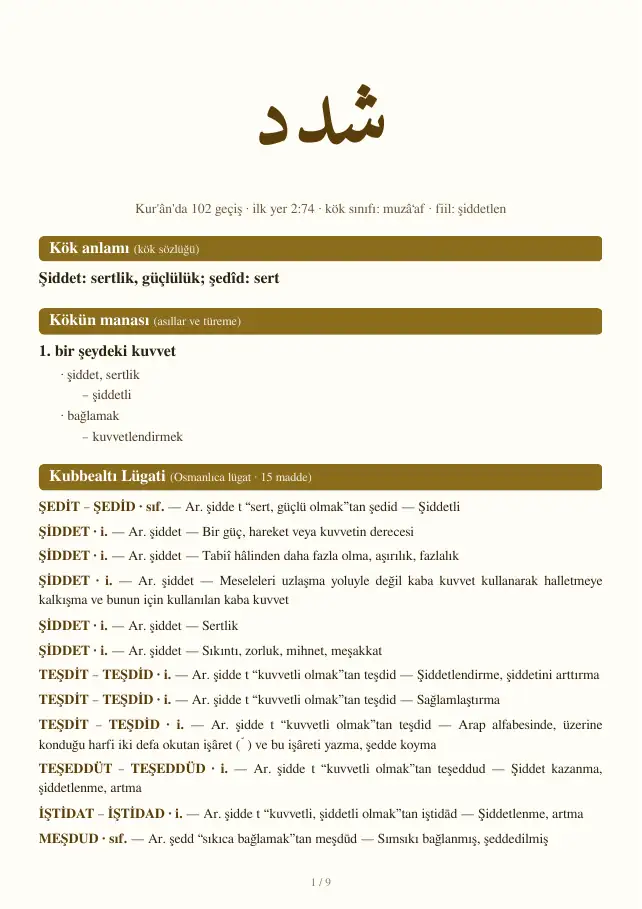 شدد
Kur'ân'da 102 geçiş · ilk yer 2:74 · kök sınıfı: muzâ'af · fiil: şiddetlen
Kök anlamı (kök sözlüğü)
Şiddet: sertlik, güçlülük; şedîd: sert
Kökün manası (asıllar ve türeme)
1. bir şeydeki kuvvet
· şiddet, sertlik
– şiddetli
· bağlamak
– kuvvetlendirmek
Kubbealtı Lügati (Osmanlıca lügat · 15 madde)
ŞEDİT – ŞEDİD · sıf. — Ar. şidde t “sert, güçlü olmak”tan şedid — Şiddetli
ŞİDDET · i. — Ar. şiddet — Bir güç, hareket veya kuvvetin derecesi
ŞİDDET · i. — Ar. şiddet — Tabiî hâlinden daha fazla olma, aşırılık, fazlalık
ŞİDDET · i. — Ar. şiddet — Meseleleri uzlaşma yoluyle değil kaba kuvvet kullanarak halletmeye
kalkışma ve bunun için kullanılan kaba kuvvet
ŞİDDET · i. — Ar. şiddet — Sertlik
ŞİDDET · i. — Ar. şiddet — Sıkıntı, zorluk, mihnet, meşakkat
TEŞDİT – TEŞDİD · i. — Ar. şidde t “kuvvetli olmak”tan teşdid — Şiddetlendirme, şiddetini arttırma
TEŞDİT – TEŞDİD · i. — Ar. şidde t “kuvvetli olmak”tan teşdid — Sağlamlaştırma
TEŞDİT – TEŞDİD · i. — Ar. şidde t “kuvvetli olmak”tan teşdid — Arap alfabesinde, üzerine
konduğu harfi iki defa okutan işâret ( ّ ) ve bu işâreti yazma, şedde koyma
TEŞEDDÜT – TEŞEDDÜD · i. — Ar. şidde t “kuvvetli olmak”tan teşeddud — Şiddet kazanma,
şiddetlenme, artma
İŞTİDAT – İŞTİDAD · i. — Ar. şidde t “kuvvetli, şiddetli olmak”tan iştidād — Şiddetlenme, artma
MEŞDUD · sıf. — Ar. şedd “sıkıca bağlamak”tan meşdūd — Sımsıkı bağlanmış, şeddedilmiş
1 / 9